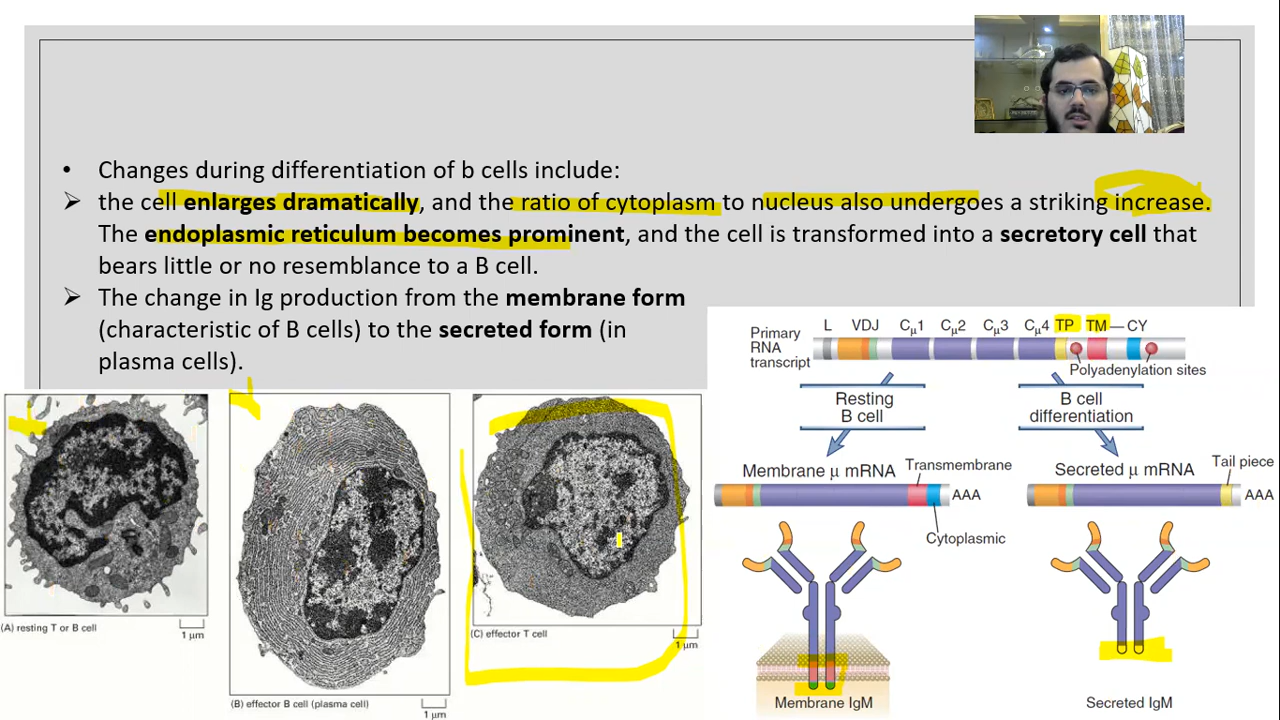 • Changes during differentiation of b cells include:
➢ the cell enlarges dramatically, and the ratio of cytoplasm to nucleus also undergoes a striking increase.
The endoplasmic reticulum becomes prominent, and the cell is transformed into a secretory cell that
bears little or no resemblance to a B cell.
➢ The change in Ig production from the membrane form
(characteristic of B cells) to the secreted form (in
plasma cells).
L VDJ Cμ1 Cμ2 Cμ3 Cμ4 TP TM — CY
Primary
RNA
transcript
Polyadenylation sites
Resting
B cell
B cell
differentiation
Membrane μ mRNA
Transmembrane
Secreted μ mRNA
Tail piece
AAA
AAA
Cytoplasmic
Membrane IgM
Secreted IgM
(A) resting T or B cell
1 μm
(B) effector B cell (plasma cell)
1 μm
(C) effector T cell
1 μm